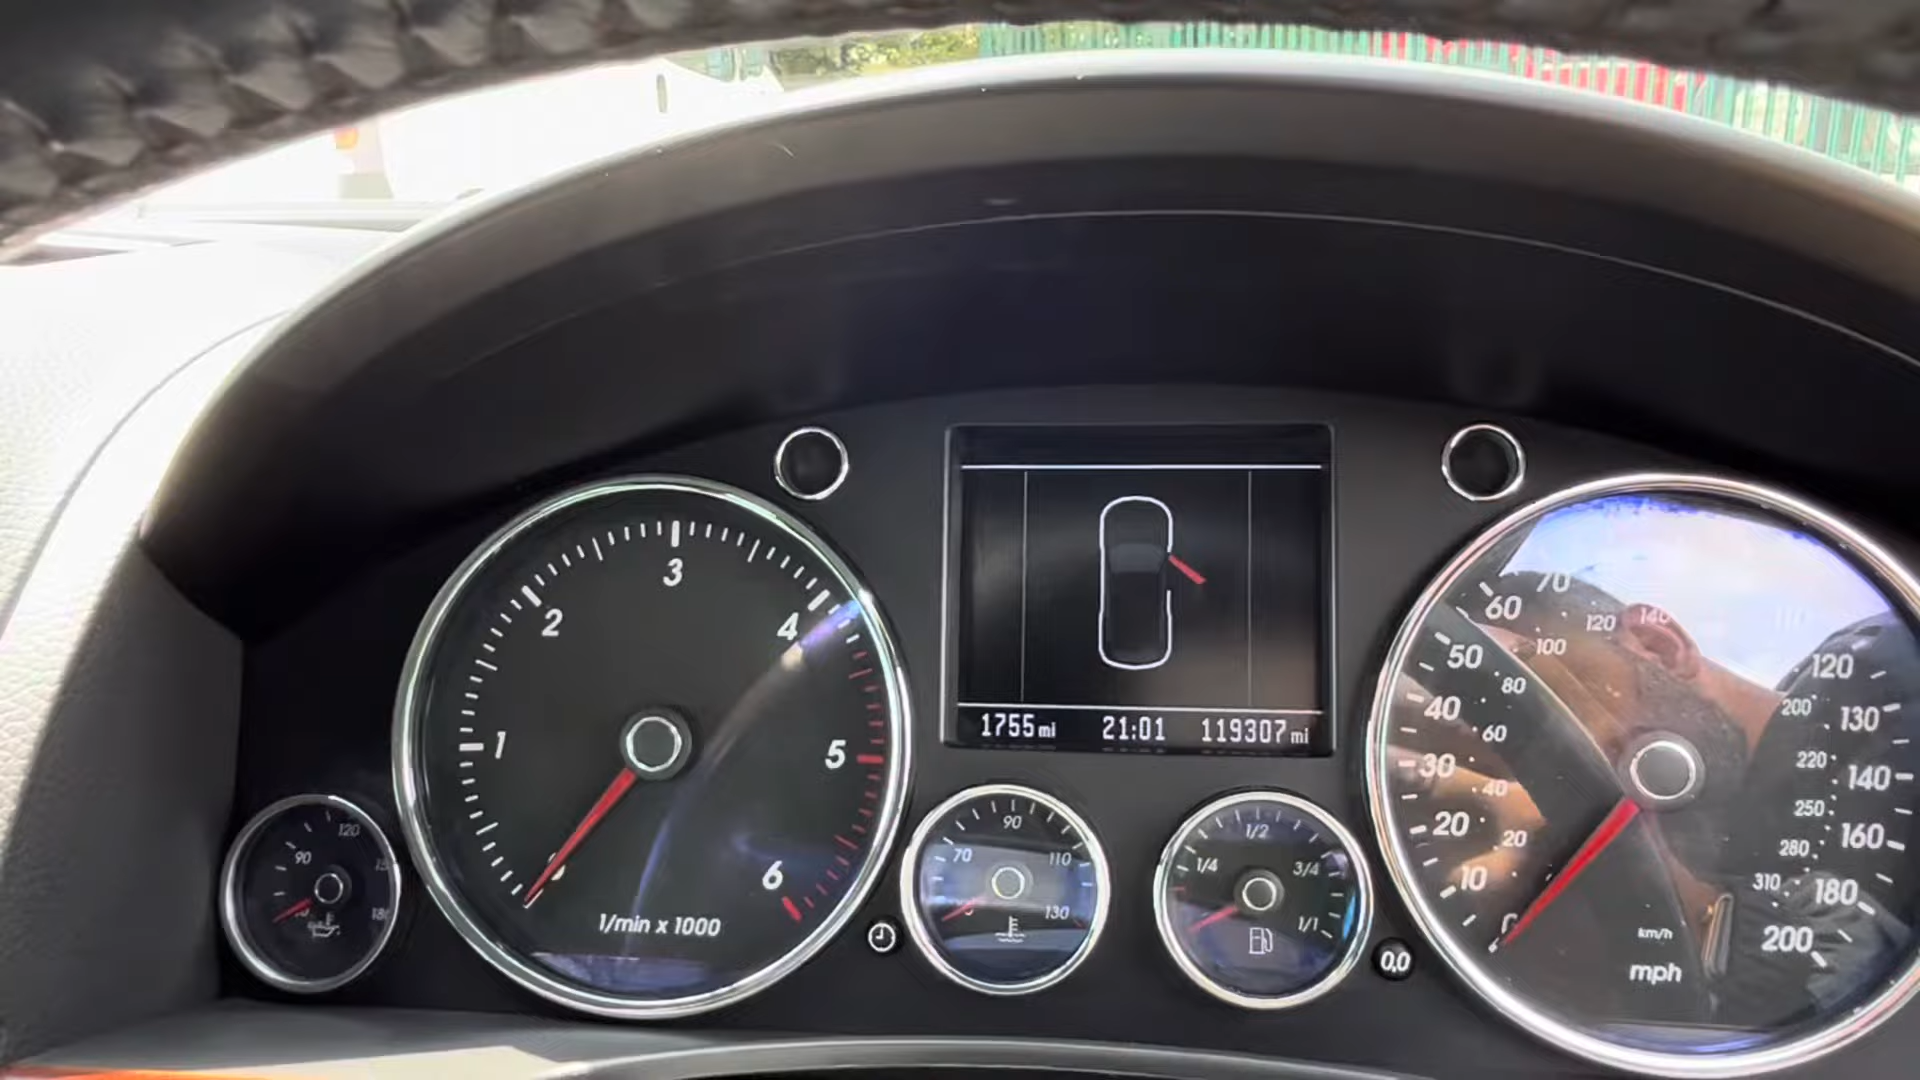 1 2 3 4 5 6
1/min x 1000
90 120 180
1755 mi 21:01 119307 mi
70 90 110 130
1/4 1/2 3/4 1/1
0.0
10 20 30 40 50 60 70 120 130 140 160 180 200
20 40 60 80 100 120 140 200 220 250 280 310
km/h
mph